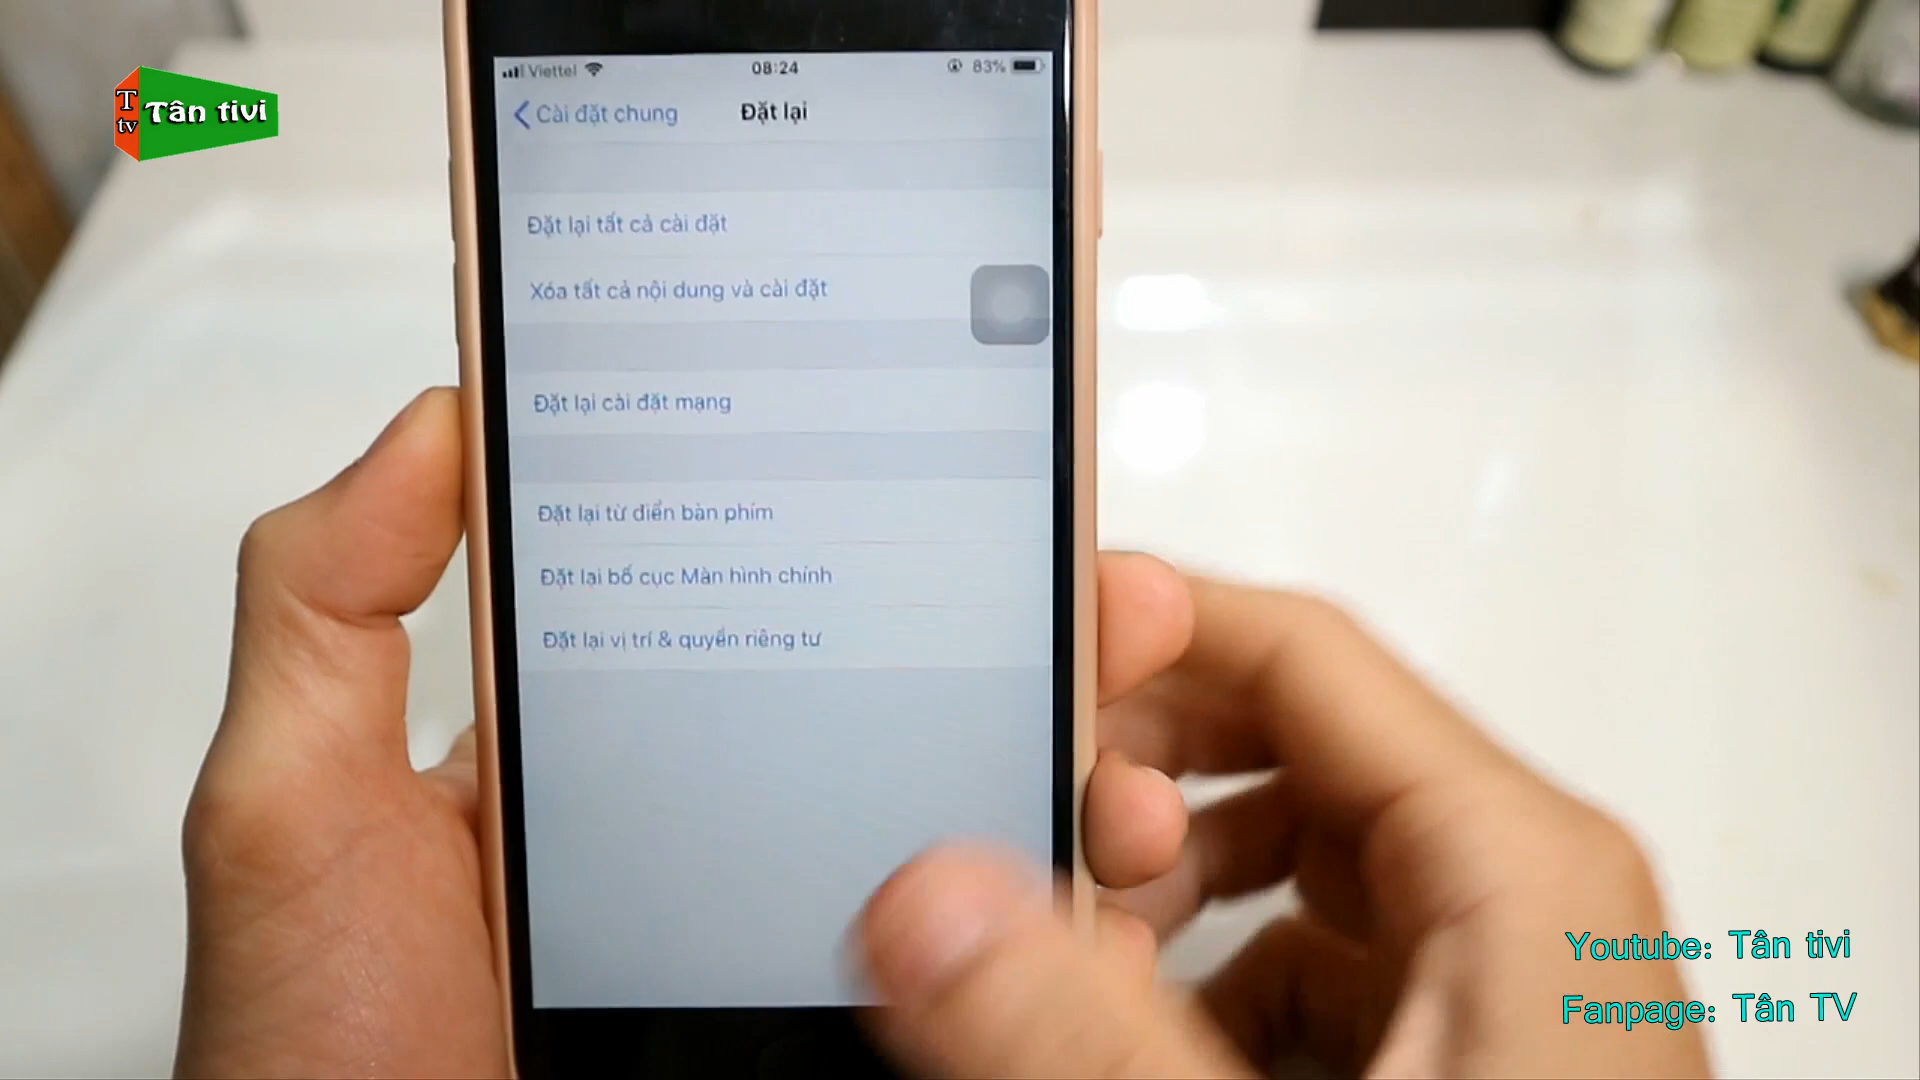 T
tv
Tân tivi
Viettel 08:24 83%
Cài đặt chung Đặt lại
Đặt lại tất cả cài đặt
Xóa tất cả nội dung và cài đặt
Đặt lại cài đặt mạng
Đặt lại từ điển bàn phím
Đặt lại bố cục Màn hình chính
Đặt lại vị trí & quyền riêng tư
Youtube: Tân tivi
Fanpage: Tân TV